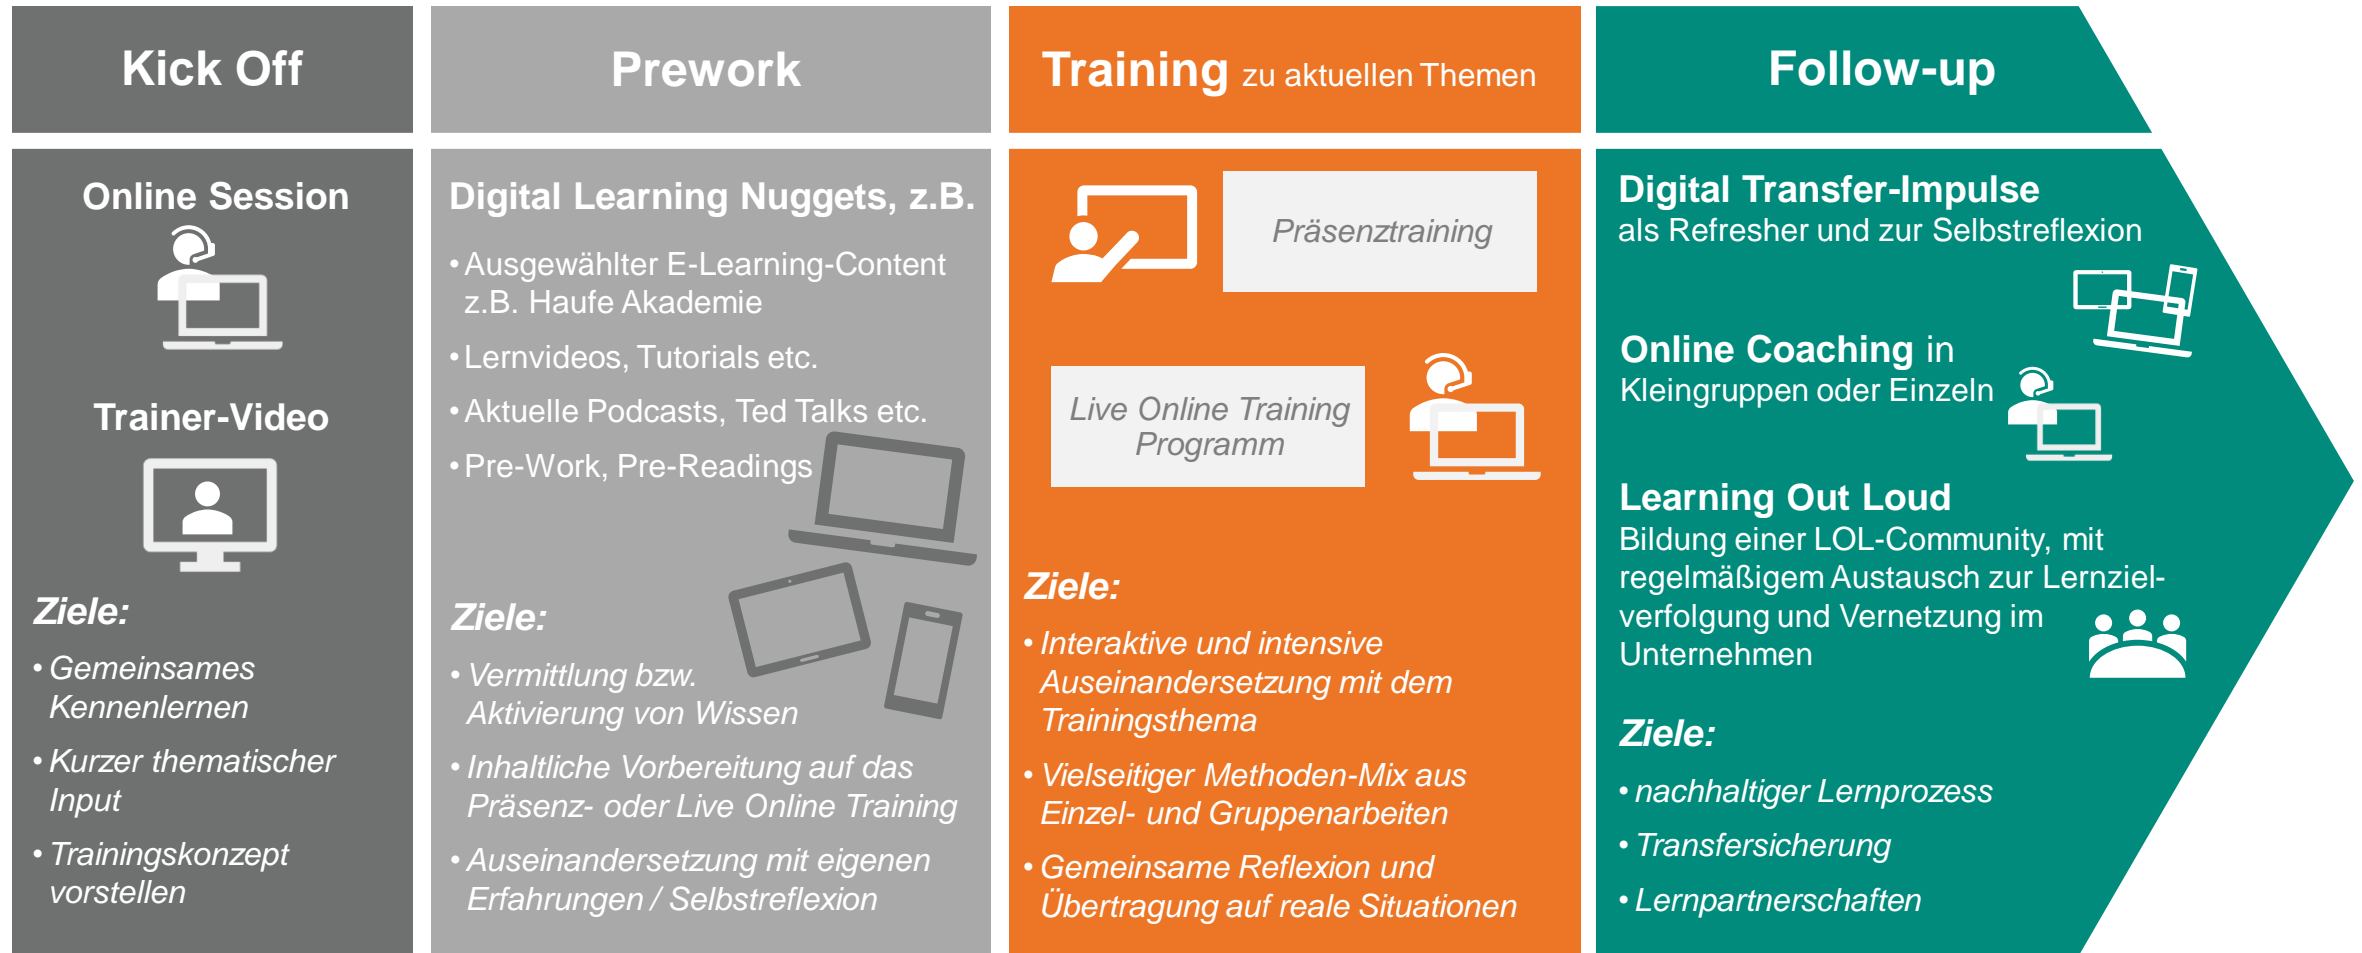 Kick Off
Online Session
Trainer-Video
Ziele:
• Gemeinsames
Kennenlernen
• Kurzer thematischer
Input
• Trainingskonzept
vorstellen
Prework
Digital Learning Nuggets, z.B.
• Ausgewählter E-Learning-Content
z.B. Haufe Akademie
• Lernvideos, Tutorials etc.
• Aktuelle Podcasts, Ted Talks etc.
• Pre-Work, Pre-Readings
Ziele:
• Vermittlung bzw.
Aktivierung von Wissen
• Inhaltliche Vorbereitung auf das
Präsenz- oder Live Online Training
• Auseinandersetzung mit eigenen
Erfahrungen / Selbstreflexion
Training zu aktuellen Themen
Präsenztraining
Live Online Training
Programm
Ziele:
• Interaktive und intensive
Auseinandersetzung mit dem
Trainingsthema
• Vielseitiger Methoden-Mix aus
Einzel- und Gruppenarbeiten
• Gemeinsame Reflexion und
Übertragung auf reale Situationen
Follow-up
Digital Transfer-Impulse
als Refresher und zur Selbstreflexion
Online Coaching in
Kleingruppen oder Einzeln
Learning Out Loud
Bildung einer LOL-Community, mit
regelmäßigem Austausch zur Lernziel-
verfolgung und Vernetzung im
Unternehmen
Ziele:
• nachhaltiger Lernprozess
• Transfersicherung
• Lernpartnerschaften